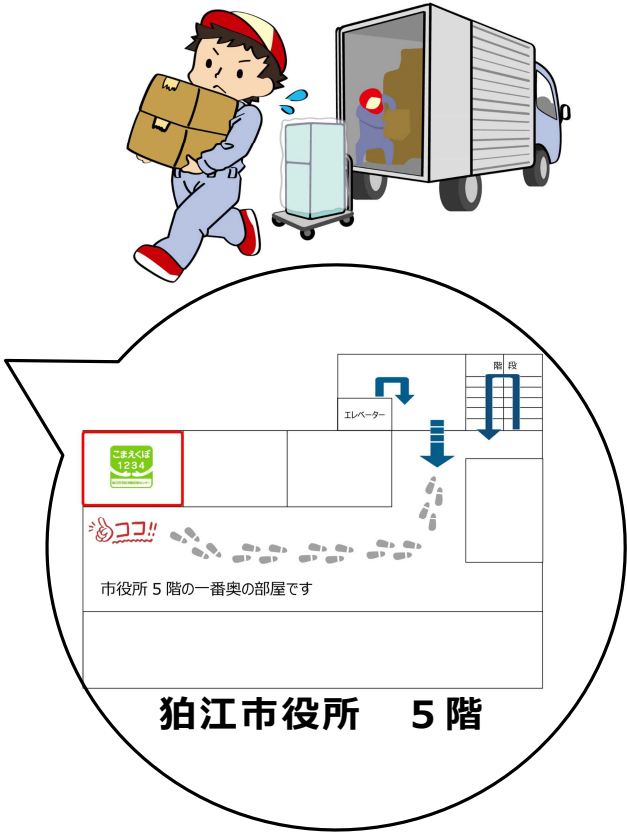 階段
エレベーター
こまえくぼ
1234
ココ!!
市役所5階の一番奥の部屋です
狛江市役所 5階